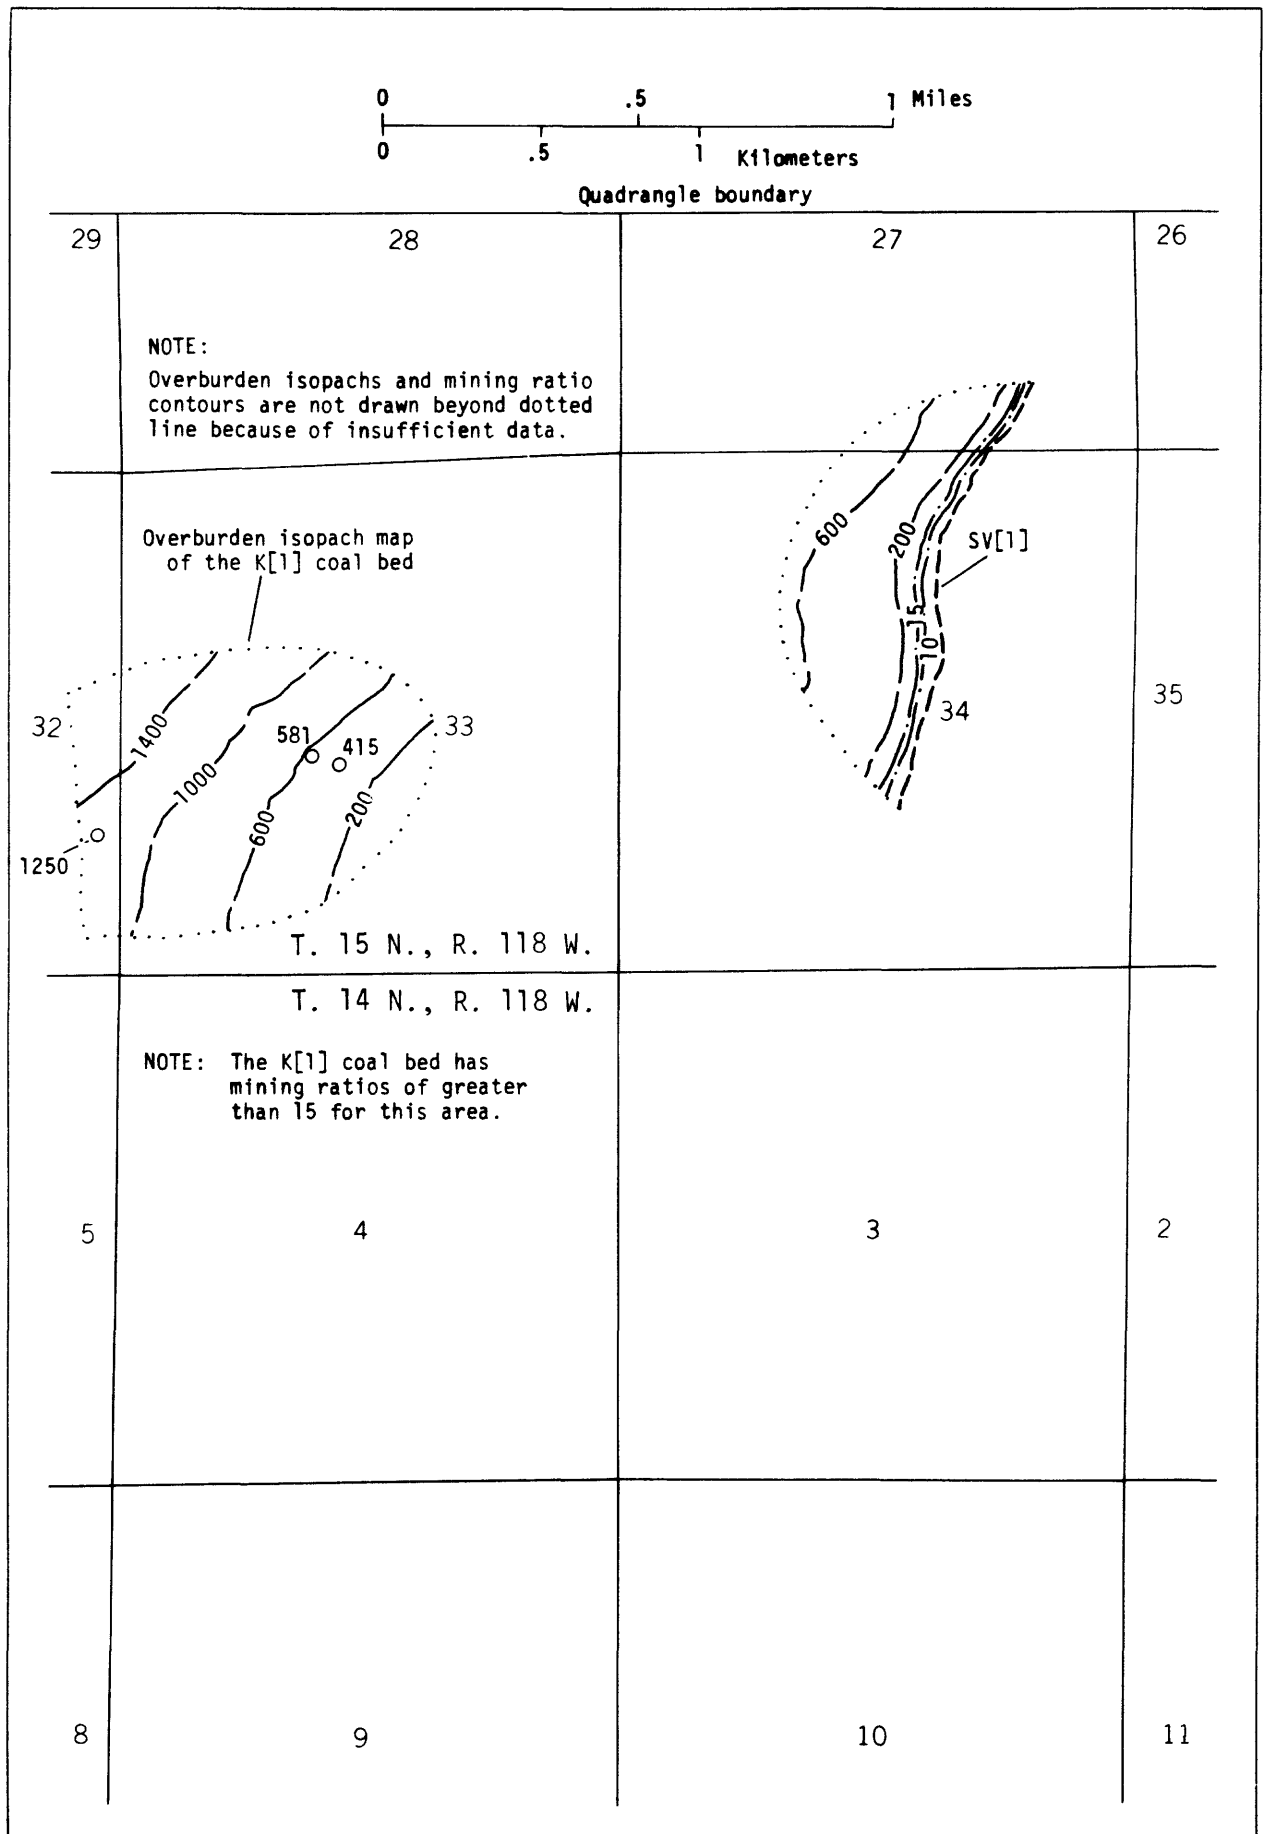 0 .5 1 Miles
0 .5 1 Kilometers
Quadrangle boundary
29 28 27 26
NOTE:
Overburden isopachs and mining ratio
contours are not drawn beyond dotted
line because of insufficient data.
Overburden isopach map
of the K[1] coal bed
600
200
SV[1]
15
10
34
35
32
1400
1000
581
415
33
600
200
1250
T. 15 N., R. 118 W.
T. 14 N., R. 118 W.
NOTE: The K[1] coal bed has
mining ratios of greater
than 15 for this area.
5 4 3 2
8 9 10 11